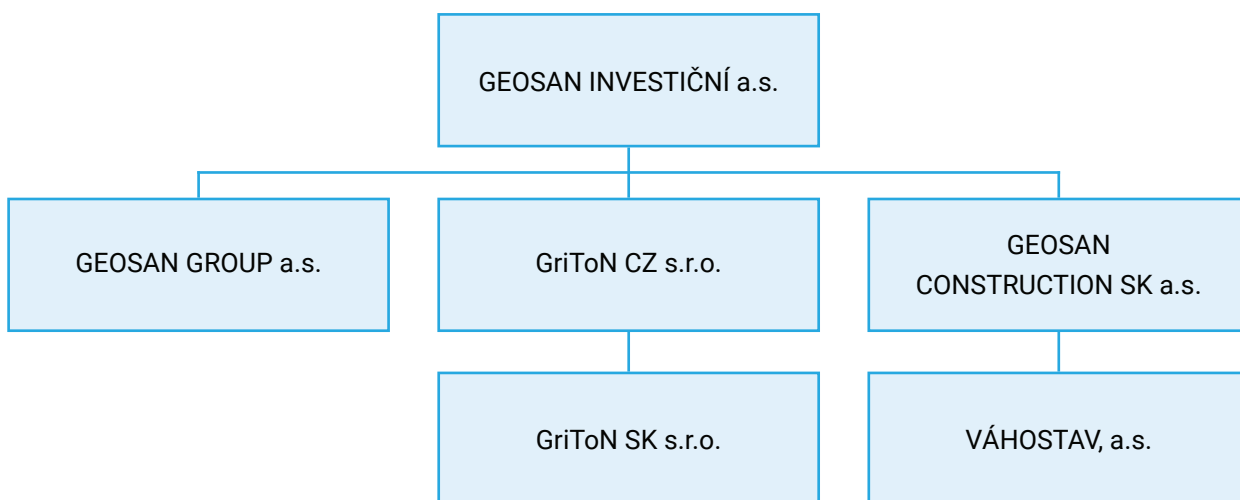 GEOSAN INVESTIČNÍ a.s.
GEOSAN GROUP a.s.
GriToN CZ s.r.o.
GEOSAN
CONSTRUCTION SK a.s.
GriToN SK s.r.o.
VÁHOSTAV, a.s.